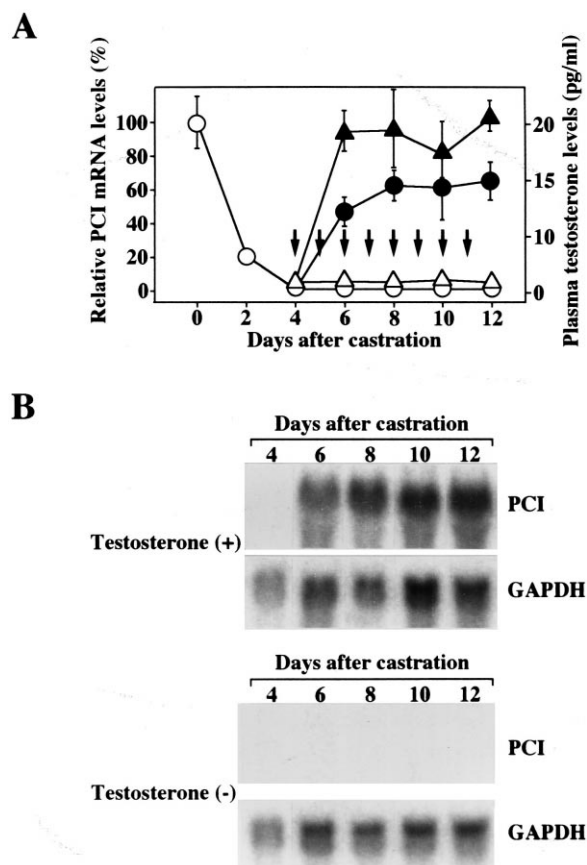 A
Relative PCI mRNA levels (%)
100
80
60
40
20
0
Plasma testosterone levels (pg/ml)
20
15
10
0
0 2 4 6 8 10 12
Days after castration
B
Days after castration
4 6 8 10 12
PCI
Testosterone (+)
GAPDH
Days after castration
4 6 8 10 12
PCI
Testosterone (-)
GAPDH